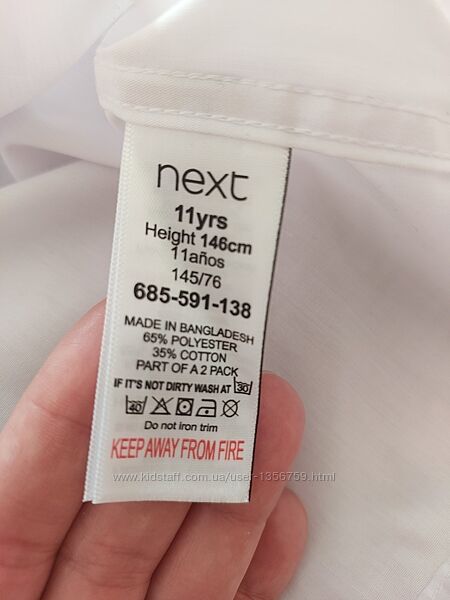 next
11yrs
Height 146cm
11años
145/76
685-591-138
MADE IN BANGLADESH
65% POLYESTER
35% COTTON
PART OF A 2 PACK
IF IT'S NOT DIRTY WASH AT 30
40
Do not iron trim
KEEP AWAY FROM FIRE
www.kidstaff.com.ua/user-1356759.html